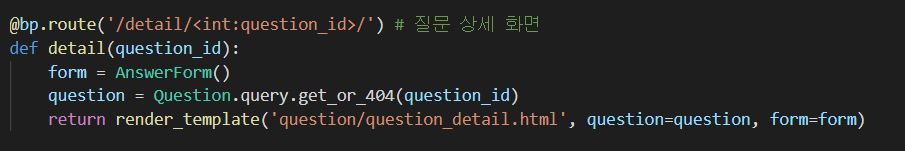 @bp.route('/detail/<int:question_id>/') # 질문 상세 화면
def detail(question_id):
    form = AnswerForm()
    question = Question.query.get_or_404(question_id)
    return render_template('question/question_detail.html', question=question, form=form)